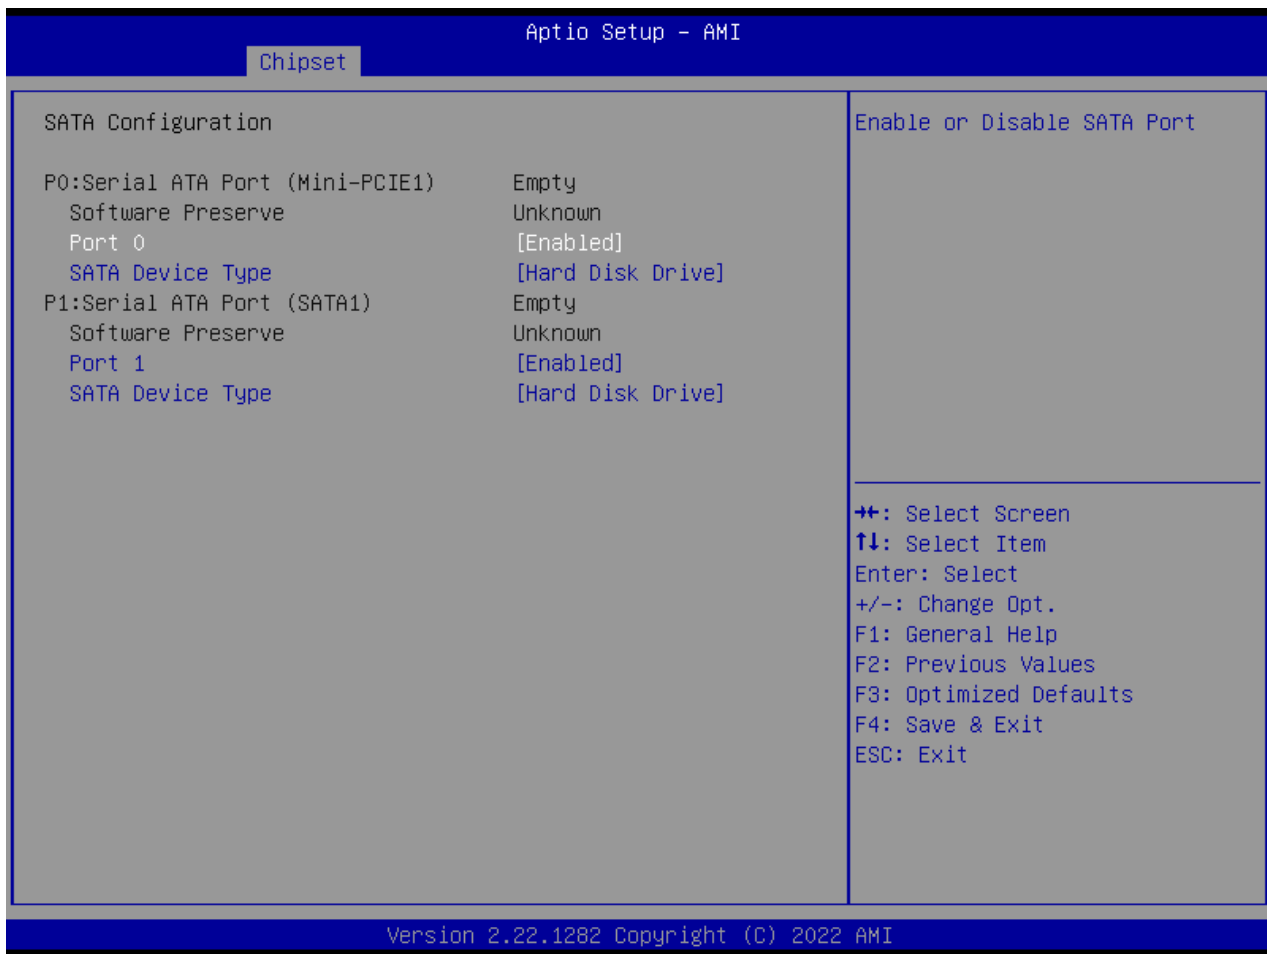 Aptio Setup – AMI
Chipset
SATA Configuration
P0:Serial ATA Port (Mini-PCIE1) Empty
Software Preserve Unknown
Port 0 [Enabled]
SATA Device Type [Hard Disk Drive]
P1:Serial ATA Port (SATA1) Empty
Software Preserve Unknown
Port 1 [Enabled]
SATA Device Type [Hard Disk Drive]
Enable or Disable SATA Port
→←: Select Screen
↑↓: Select Item
Enter: Select
+/-: Change Opt.
F1: General Help
F2: Previous Values
F3: Optimized Defaults
F4: Save & Exit
ESC: Exit
Version 2.22.1282 Copyright (C) 2022 AMI